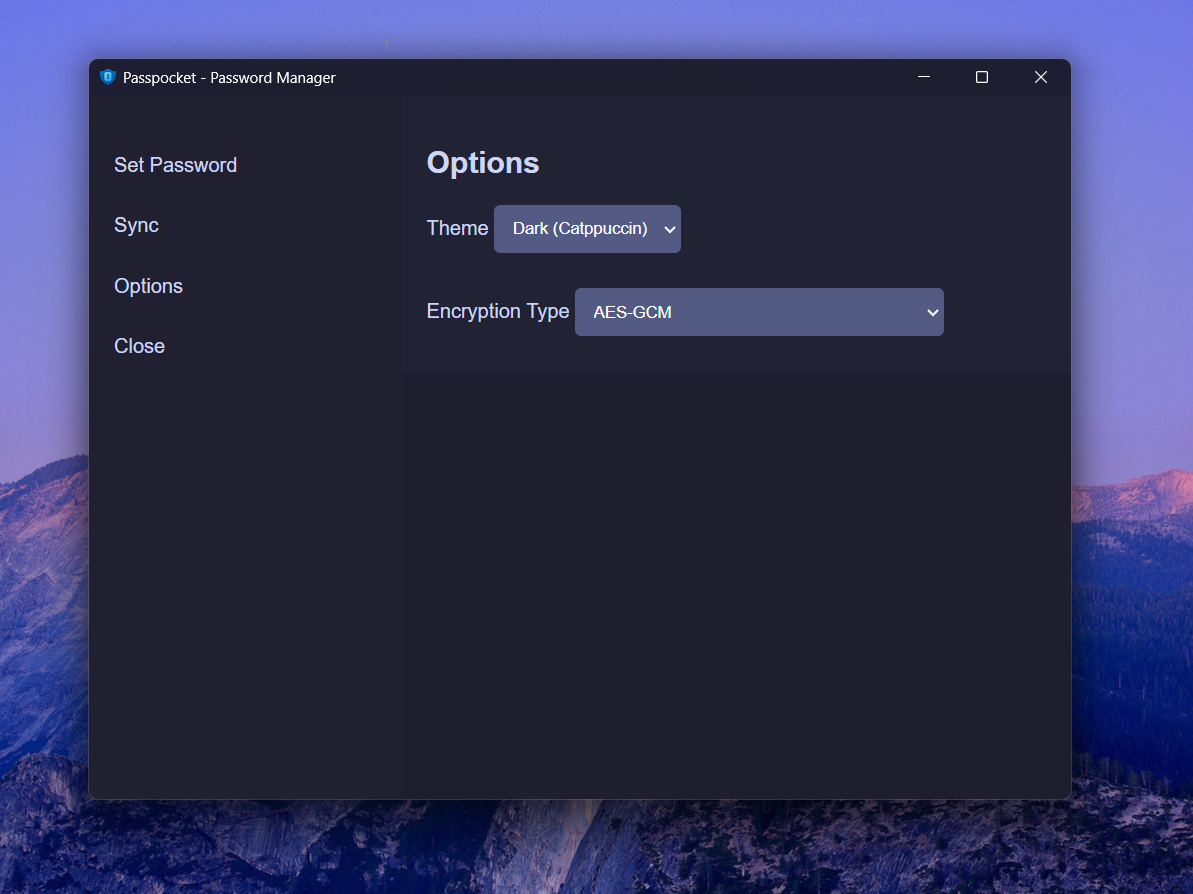 Passpocket - Password Manager
Set Password
Sync
Options
Close
Options
Theme Dark (Catppuccin)
Encryption Type AES-GCM